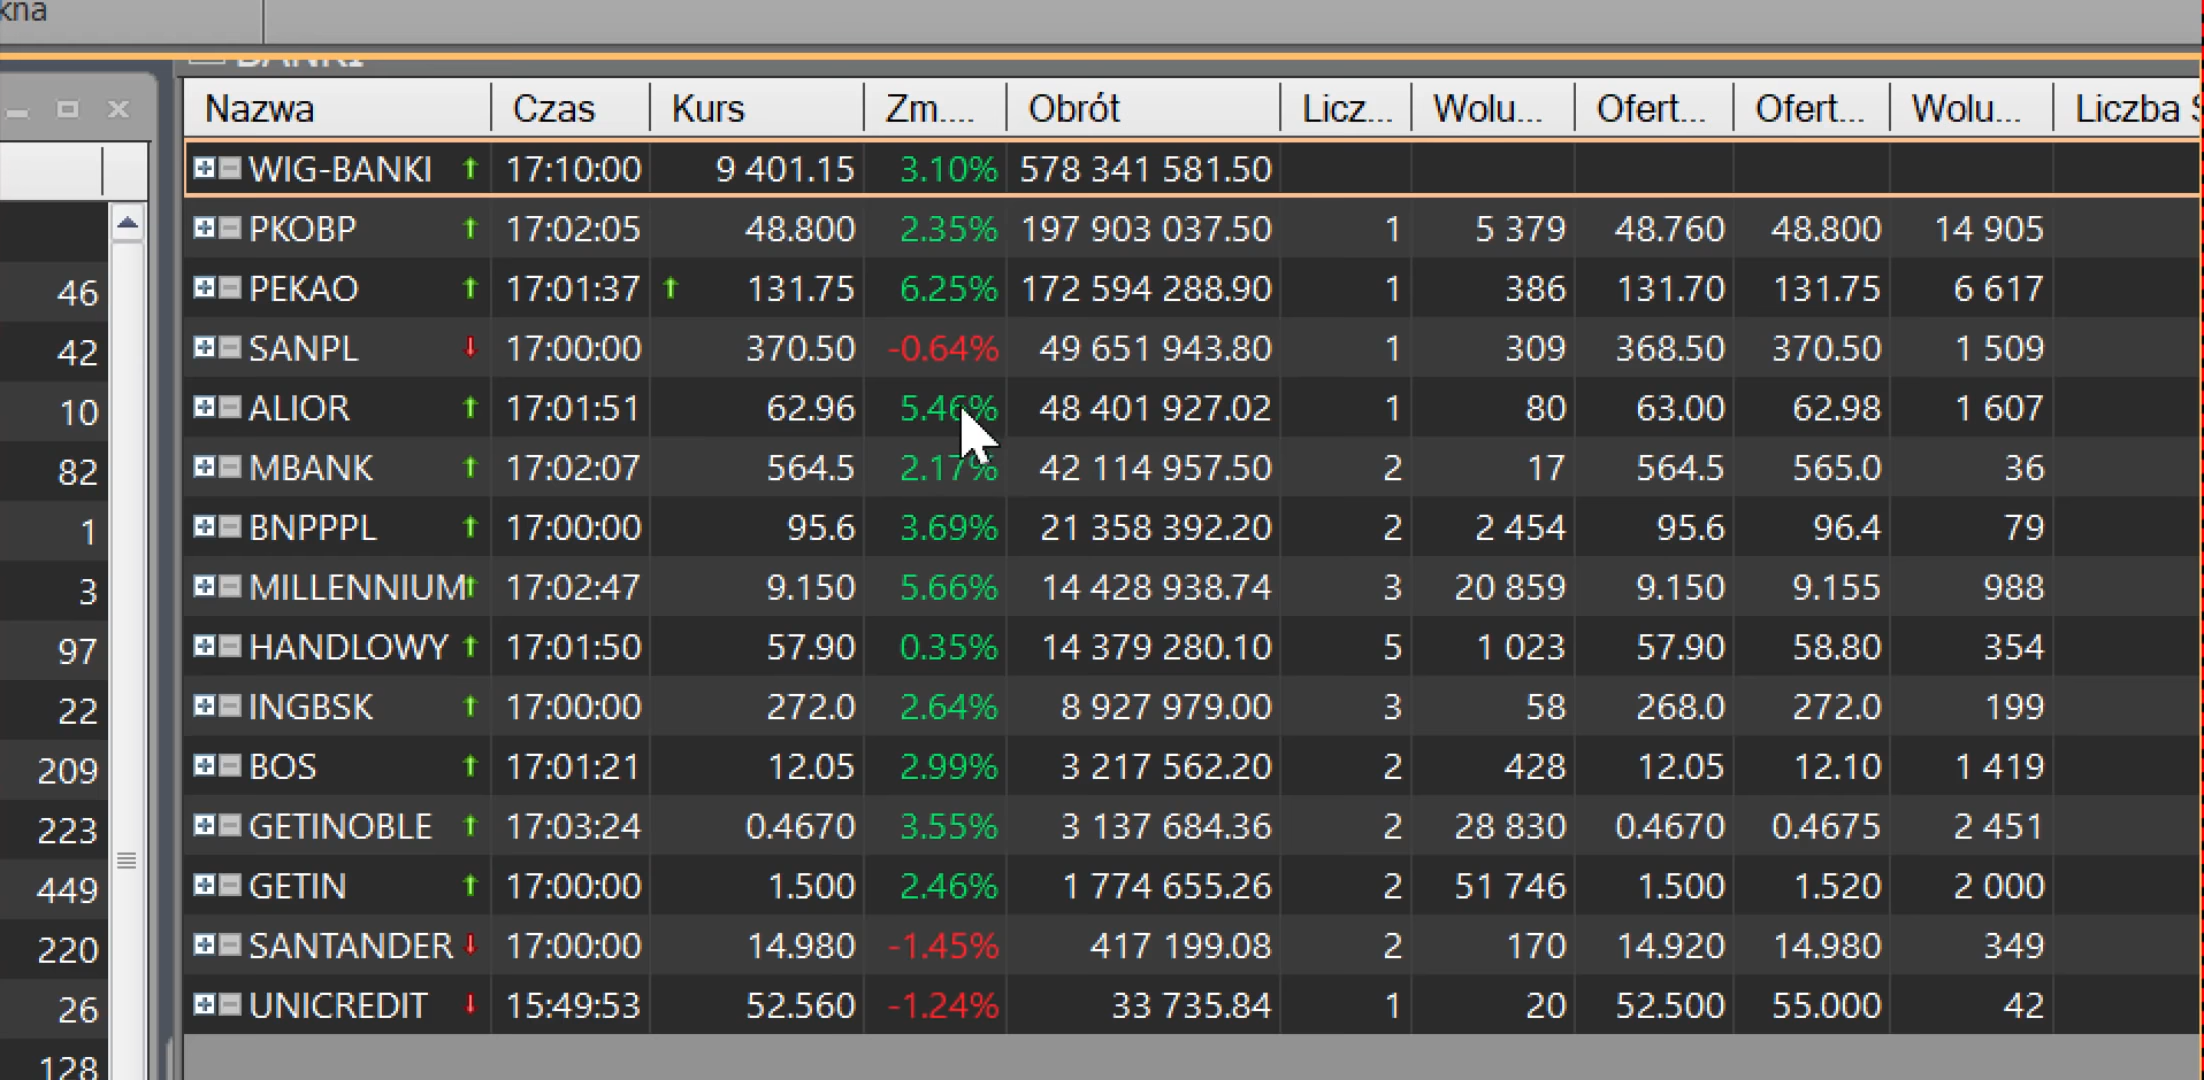 kna
BANKI
Nazwa Czas Kurs Zm.... Obrót Licz... Wolu... Ofert... Ofert... Wolu... Liczba
WIG-BANKI 17:10:00 9 401.15 3.10% 578 341 581.50
PKOBP 17:02:05 48.800 2.35% 197 903 037.50 1 5 379 48.760 48.800 14 905
46 PEKAO 17:01:37 131.75 6.25% 172 594 288.90 1 386 131.70 131.75 6 617
42 SANPL 17:00:00 370.50 -0.64% 49 651 943.80 1 309 368.50 370.50 1 509
10 ALIOR 17:01:51 62.96 5.46% 48 401 927.02 1 80 63.00 62.98 1 607
82 MBANK 17:02:07 564.5 2.17% 42 114 957.50 2 17 564.5 565.0 36
1 BNPPPL 17:00:00 95.6 3.69% 21 358 392.20 2 2 454 95.6 96.4 79
3 MILLENNIUM 17:02:47 9.150 5.66% 14 428 938.74 3 20 859 9.150 9.155 988
97 HANDLOWY 17:01:50 57.90 0.35% 14 379 280.10 5 1 023 57.90 58.80 354
22 INGBSK 17:00:00 272.0 2.64% 8 927 979.00 3 58 268.0 272.0 199
209 BOS 17:01:21 12.05 2.99% 3 217 562.20 2 428 12.05 12.10 1 419
223 GETINOBLE 17:03:24 0.4670 3.55% 3 137 684.36 2 28 830 0.4670 0.4675 2 451
449 GETIN 17:00:00 1.500 2.46% 1 774 655.26 2 51 746 1.500 1.520 2 000
220 SANTANDER 17:00:00 14.980 -1.45% 417 199.08 2 170 14.920 14.980 349
26 UNICREDIT 15:49:53 52.560 -1.24% 33 735.84 1 20 52.500 55.000 42
128